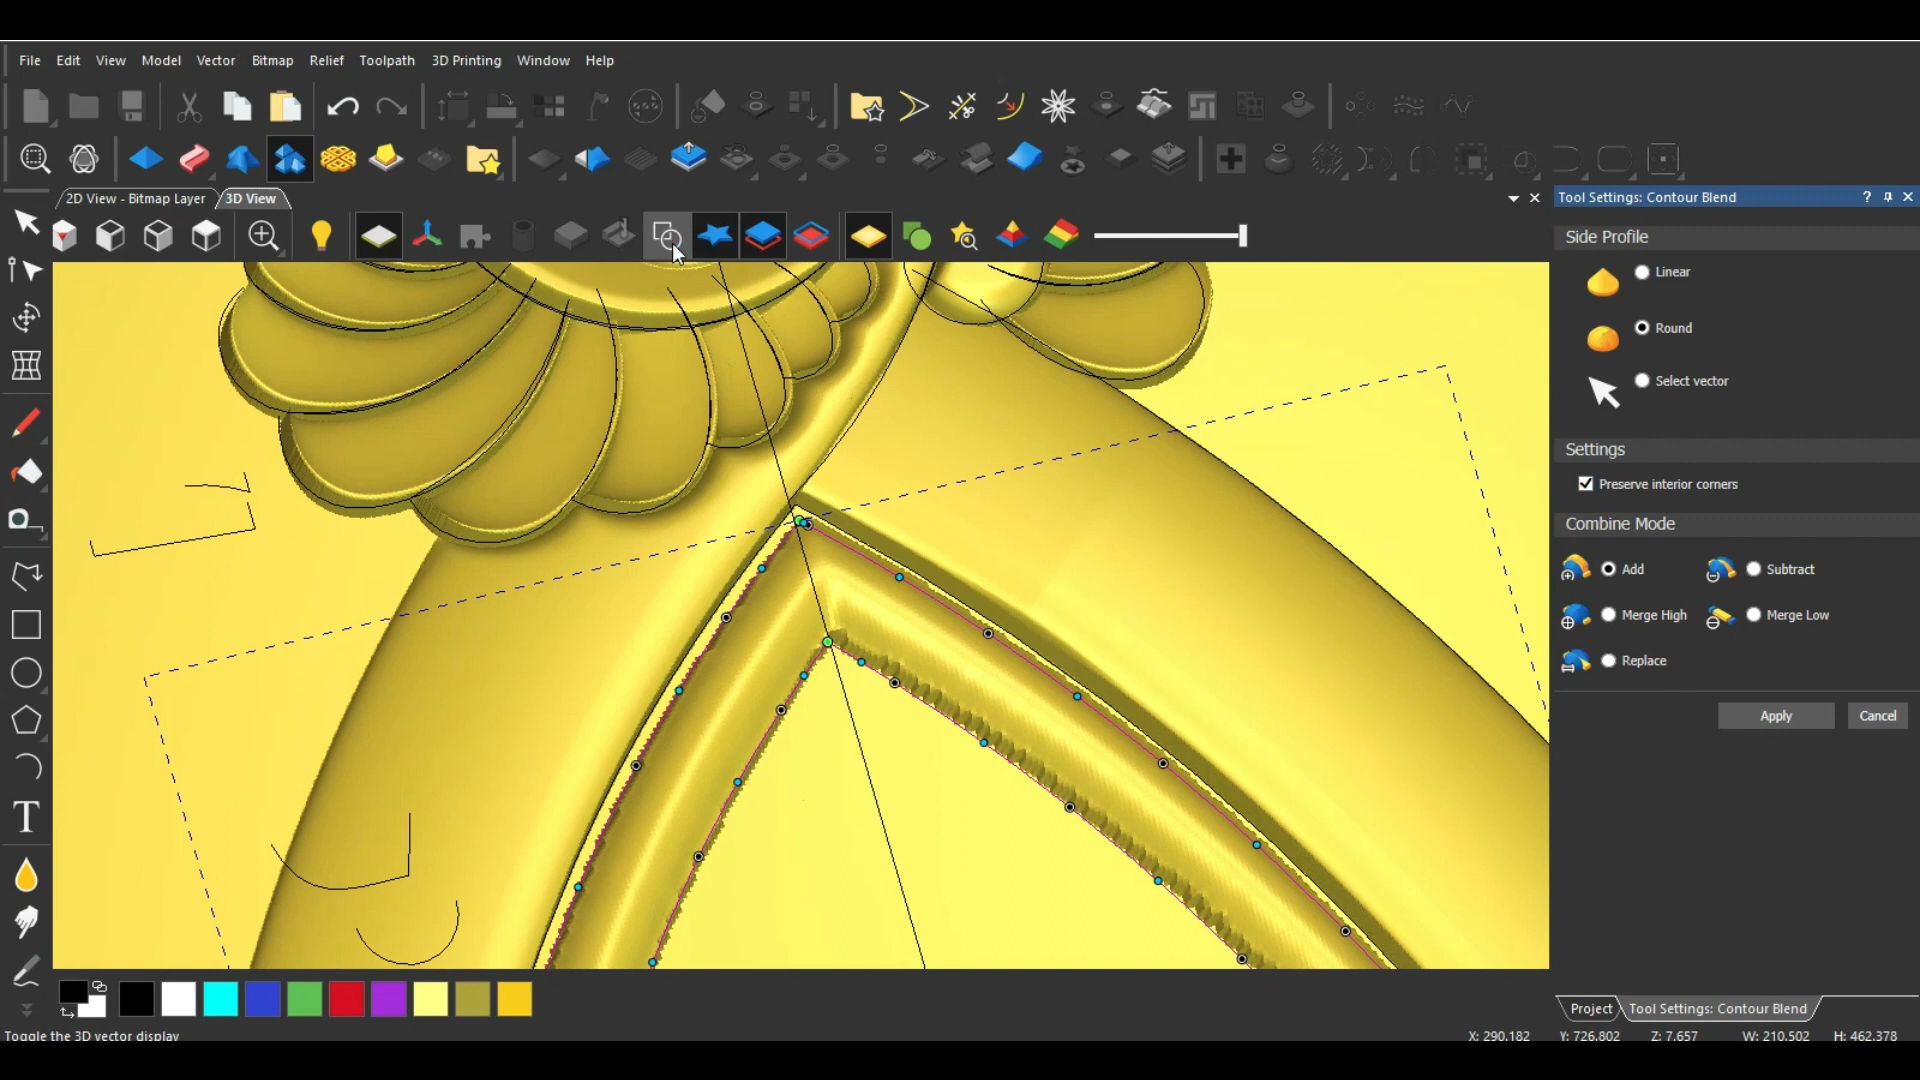 File Edit View Model Vector Bitmap Relief Toolpath 3D Printing Window Help
2D View - Bitmap Layer 3D View
Tool Settings: Contour Blend
Side Profile
Linear
Round
Select vector
Settings
Preserve interior corners
Combine Mode
Add Subtract
Merge High Merge Low
Replace
Apply Cancel
T
Project Tool Settings: Contour Blend
Toggle the 3D vector display X: 290.182 Y: 726.802 Z: 7.657 W: 210.502 H: 462.378